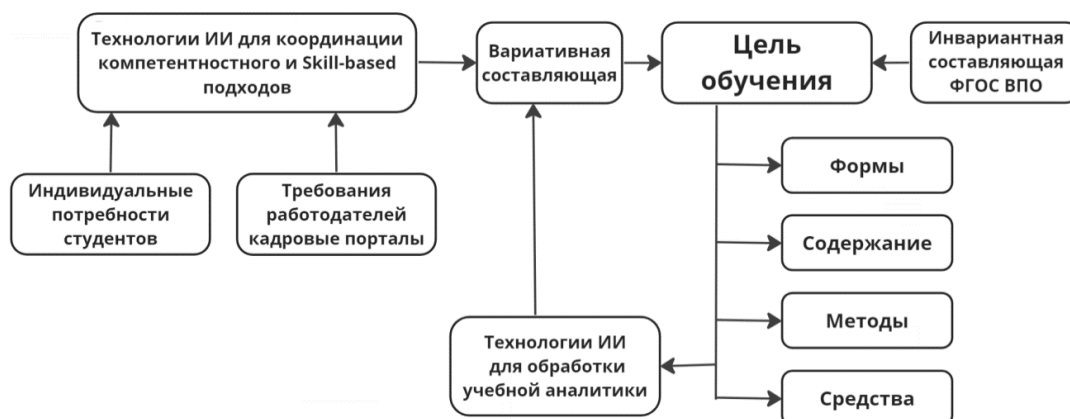 Технологии ИИ для координации
компетентностного и Skill-based
подходов
Вариативная
составляющая
Цель
обучения
Инвариантная
составляющая
ФГОС ВПО
Индивидуальные
потребности
студентов
Требования
работодателей
кадровые порталы
Формы
Содержание
Методы
Средства
Технологии ИИ
для обработки
учебной аналитики